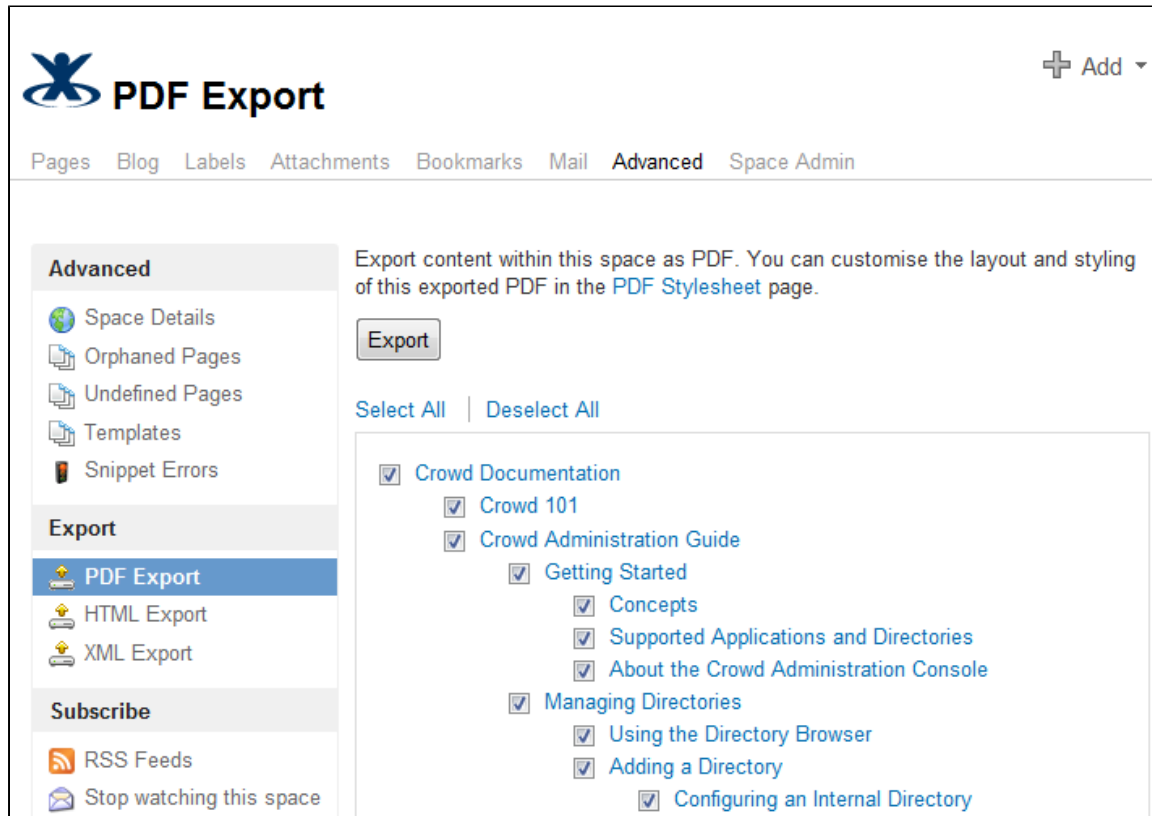 PDF Export
Add
Pages Blog Labels Attachments Bookmarks Mail Advanced Space Admin
Advanced
Space Details
Orphaned Pages
Undefined Pages
Templates
Snippet Errors
Export
PDF Export
HTML Export
XML Export
Subscribe
RSS Feeds
Stop watching this space
Export content within this space as PDF. You can customise the layout and styling
of this exported PDF in the PDF Stylesheet page.
Export
Select All | Deselect All
Crowd Documentation
Crowd 101
Crowd Administration Guide
Getting Started
Concepts
Supported Applications and Directories
About the Crowd Administration Console
Managing Directories
Using the Directory Browser
Adding a Directory
Configuring an Internal Directory